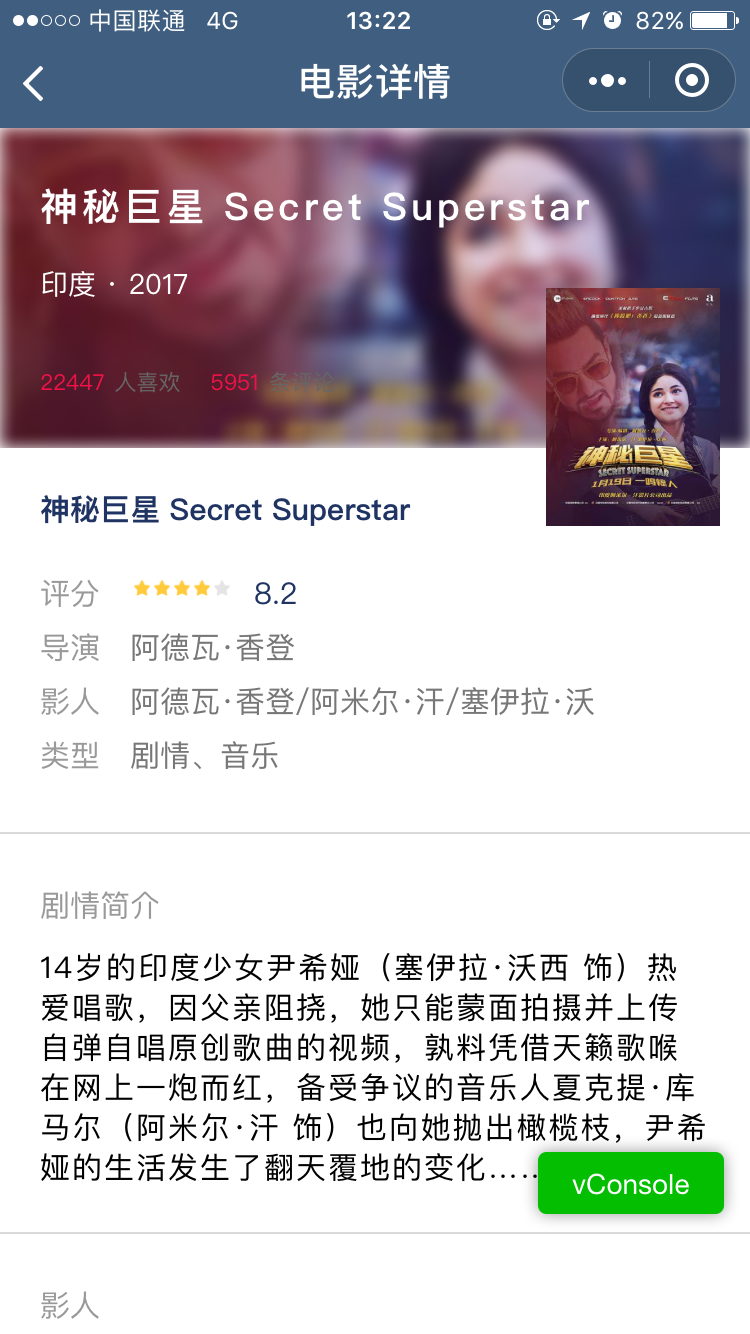 中国联通 4G 13:22 82%
电影详情
神秘巨星 Secret Superstar
印度 · 2017
22447 人喜欢 5951 条评论
神秘巨星
SECRET SUPERSTAR
1月19日 一鸣惊人
神秘巨星 Secret Superstar
评分 8.2
导演 阿德瓦·香登
影人 阿德瓦·香登/阿米尔·汗/塞伊拉·沃
类型 剧情、音乐
剧情简介
14岁的印度少女尹希娅（塞伊拉·沃西 饰）热
爱唱歌，因父亲阻挠，她只能蒙面拍摄并上传
自弹自唱原创歌曲的视频，孰料凭借天籁歌喉
在网上一炮而红，备受争议的音乐人夏克提·库
马尔（阿米尔·汗 饰）也向她抛出橄榄枝，尹希
娅的生活发生了翻天覆地的变化……
vConsole
影人